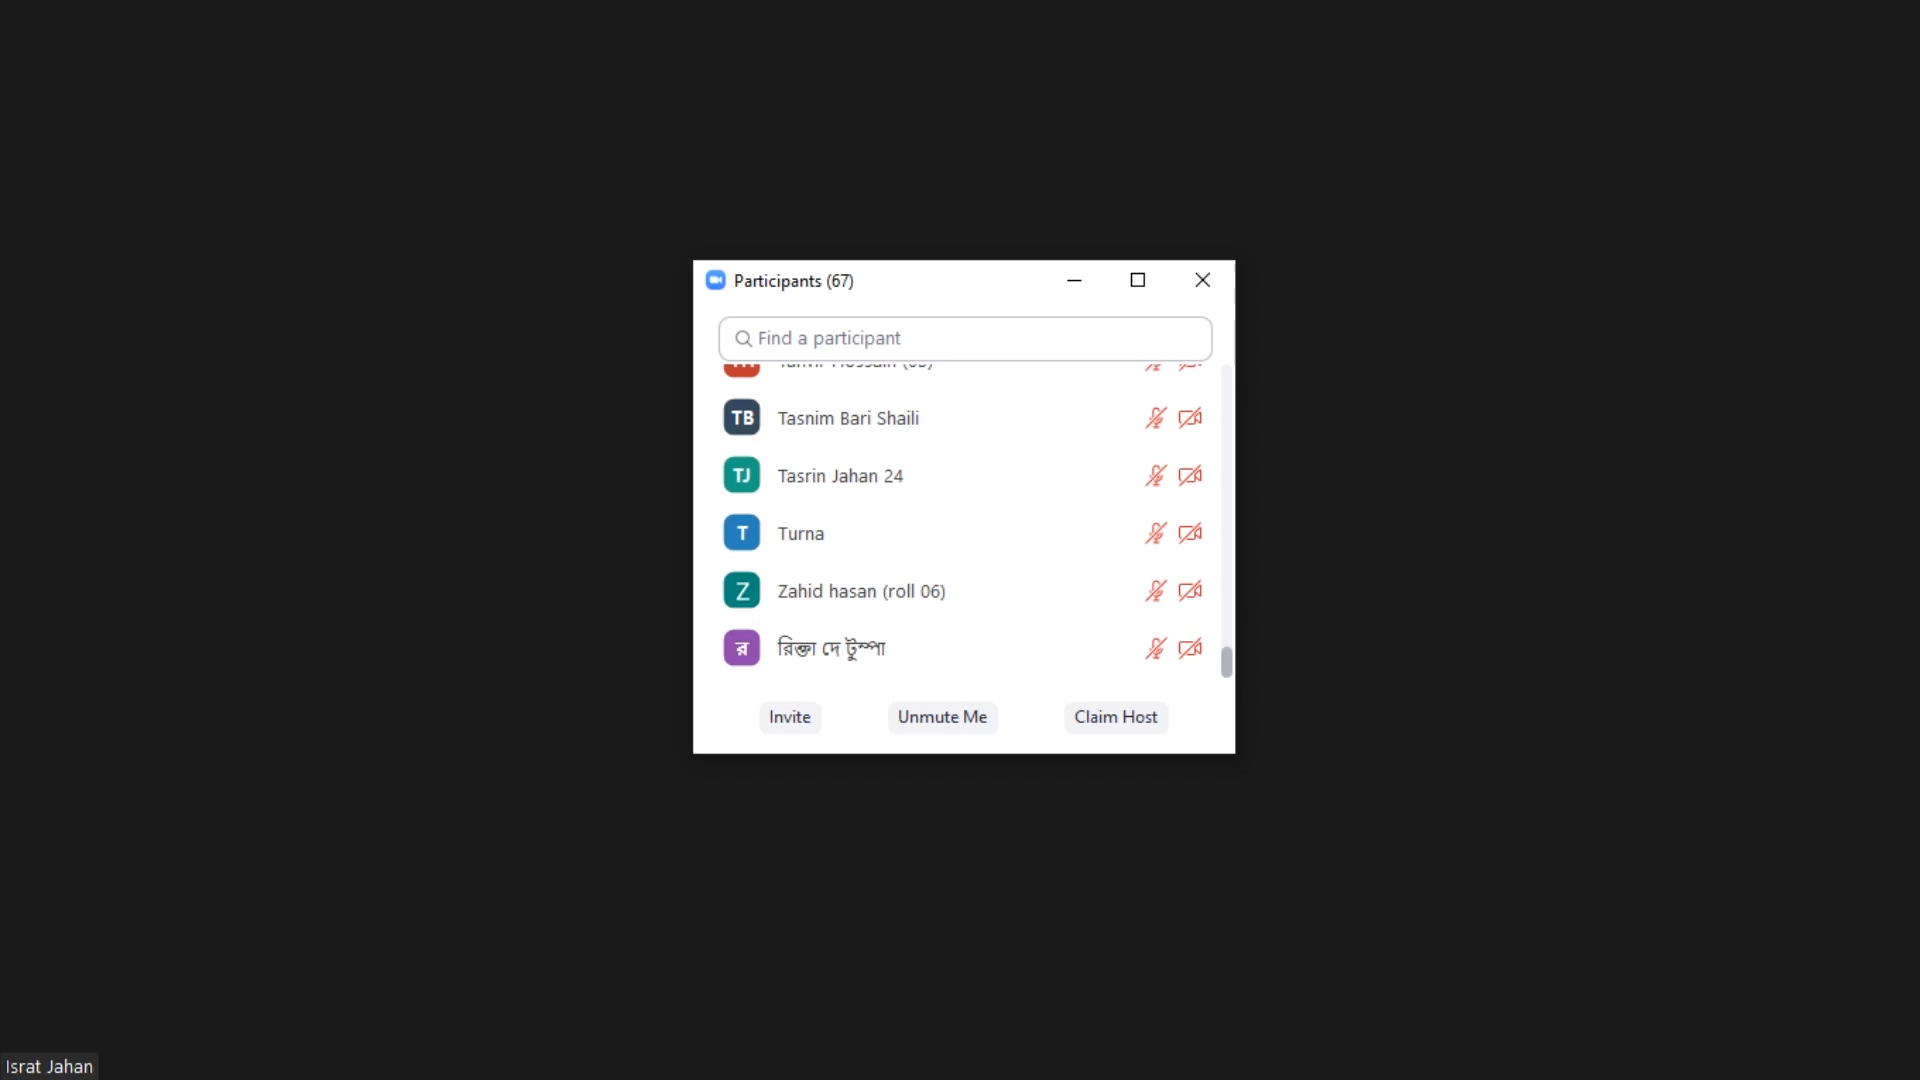 Participants (67)
Find a participant
TB Tasnim Bari Shaili
TJ Tasrin Jahan 24
T Turna
Z Zahid hasan (roll 06)
র রিক্তা দে টুম্পা
Invite Unmute Me Claim Host
Israt Jahan